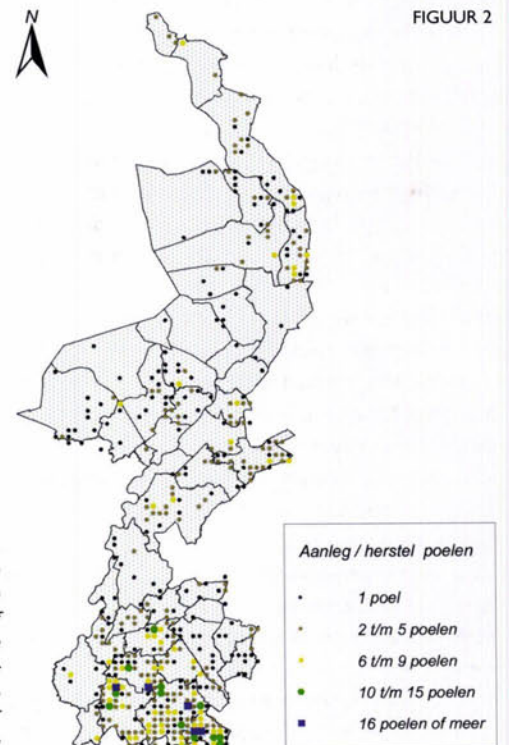 N
FIGUUR 2
Aanleg / herstel poelen
1 poel
2 t/m 5 poelen
6 t/m 9 poelen
10 t/m 15 poelen
16 poelen of meer